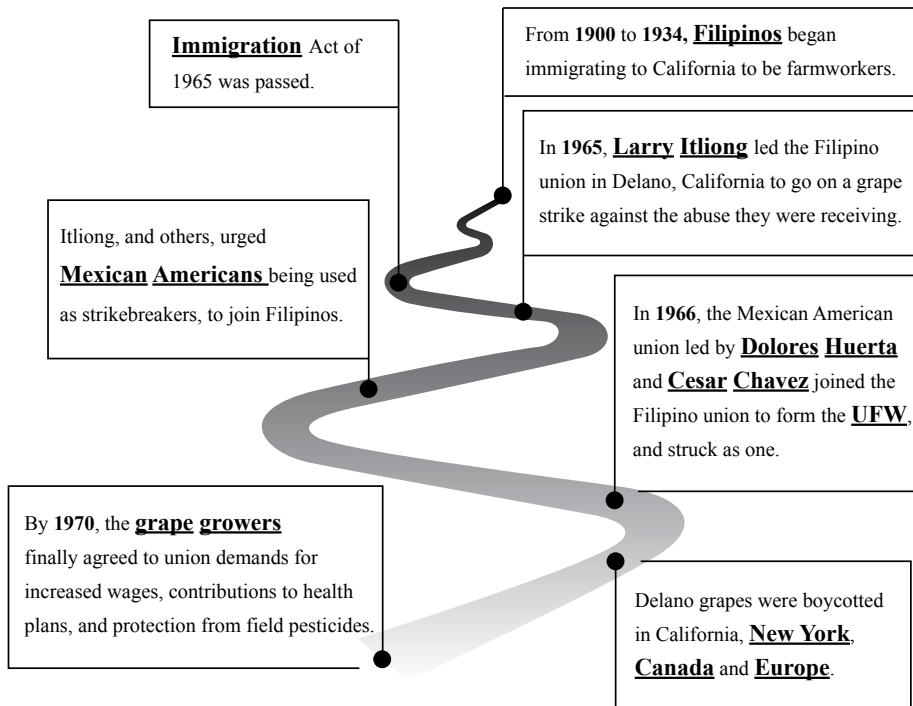 Immigration Act of
1965 was passed.
From 1900 to 1934, Filipinos began
immigrating to California to be farmworkers.
In 1965, Larry Itliong led the Filipino
union in Delano, California to go on a grape
strike against the abuse they were receiving.
Itliong, and others, urged
Mexican Americans being used
as strikebreakers, to join Filipinos.
In 1966, the Mexican American
union led by Dolores Huerta
and Cesar Chavez joined the
Filipino union to form the UFW,
and struck as one.
By 1970, the grape growers
finally agreed to union demands for
increased wages, contributions to health
plans, and protection from field pesticides.
Delano grapes were boycotted
in California, New York,
Canada and Europe.